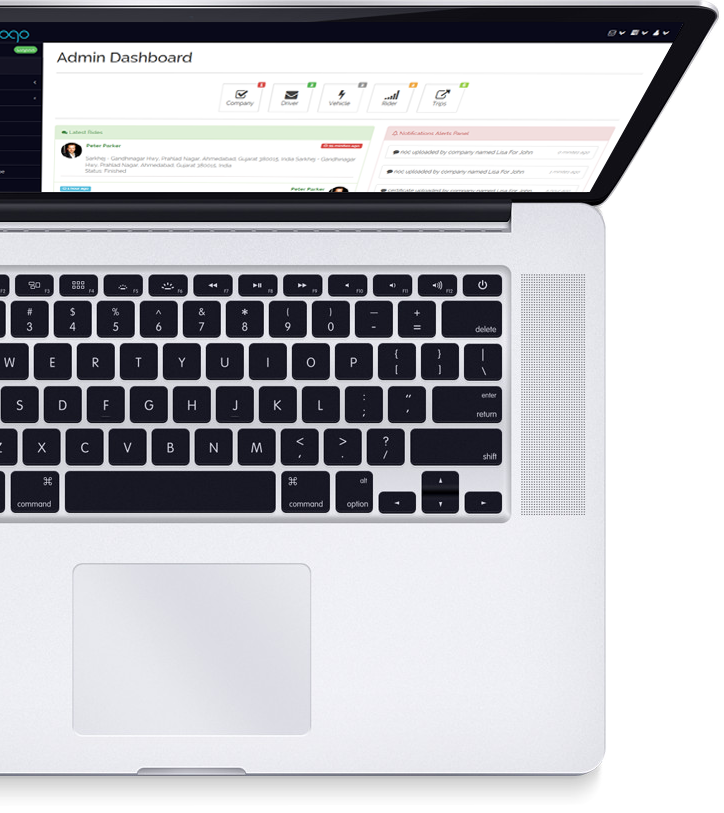 ogo
Admin Dashboard
Company
Driver
Vehicle
Rider
Trips
Latest Rides
Notifications Alerts Panel
Peter Parker
Sarkhej - Gandhinagar Hwy, Prahlad Nagar, Ahmedabad, Gujarat 380015, India Sarkhej - Gandhinagar
Hwy, Prahlad Nagar, Ahmedabad, Gujarat 380015, India
Status: Finished
noc uploaded by company named Lisa For John
noc uploaded by company named Lisa For John
certificate uploaded by company named Lisa For John
Peter Parker
F3 F4 F5 F6 F7 F8 F9 F10 F11 F12
# $ % ^ & * ( ) — +
3 4 5 6 7 8 9 0 - = delete
W E R T Y U I O P { [ } ] | \
S D F G H J K L : ; " , enter return
Z X C V B N M < , > . ? / shift
⌘ command ⌘ command alt option